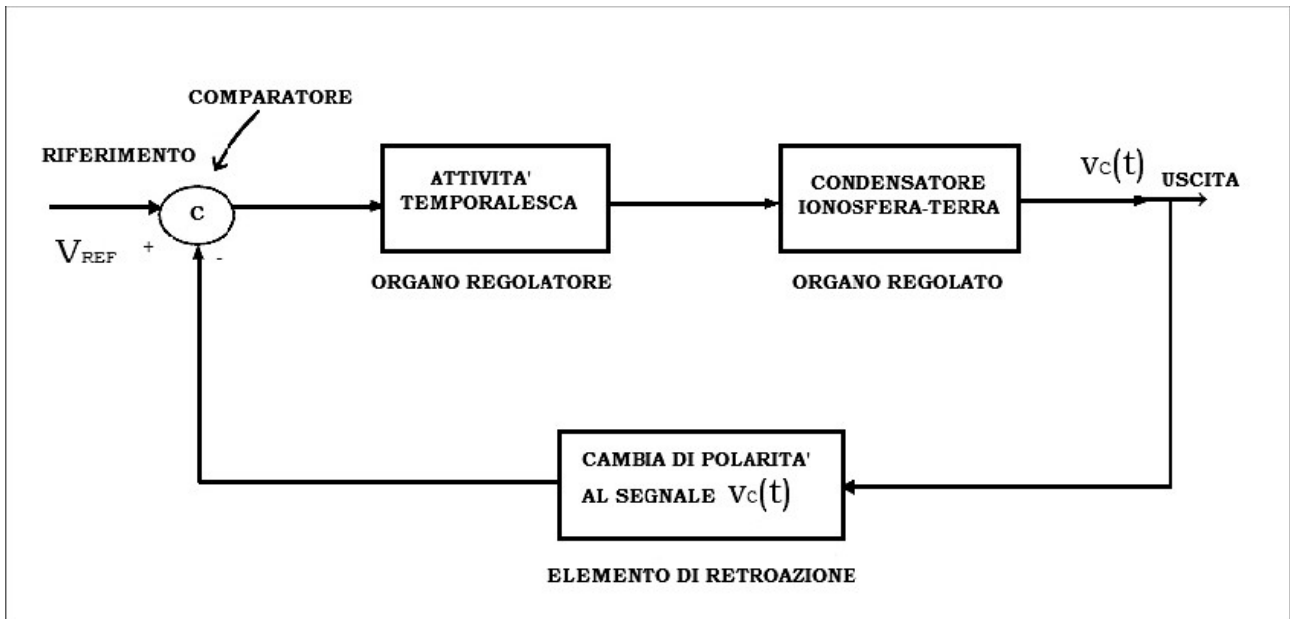 COMPARATORE
RIFERIMENTO
C
VREF
+
-
ATTIVITA'
TEMPORALESCA
ORGANO REGOLATORE
CONDENSATORE
IONOSFERA-TERRA
ORGANO REGOLATO
vc(t)
USCITA
CAMBIA DI POLARITA'
AL SEGNALE vc(t)
ELEMENTO DI RETROAZIONE